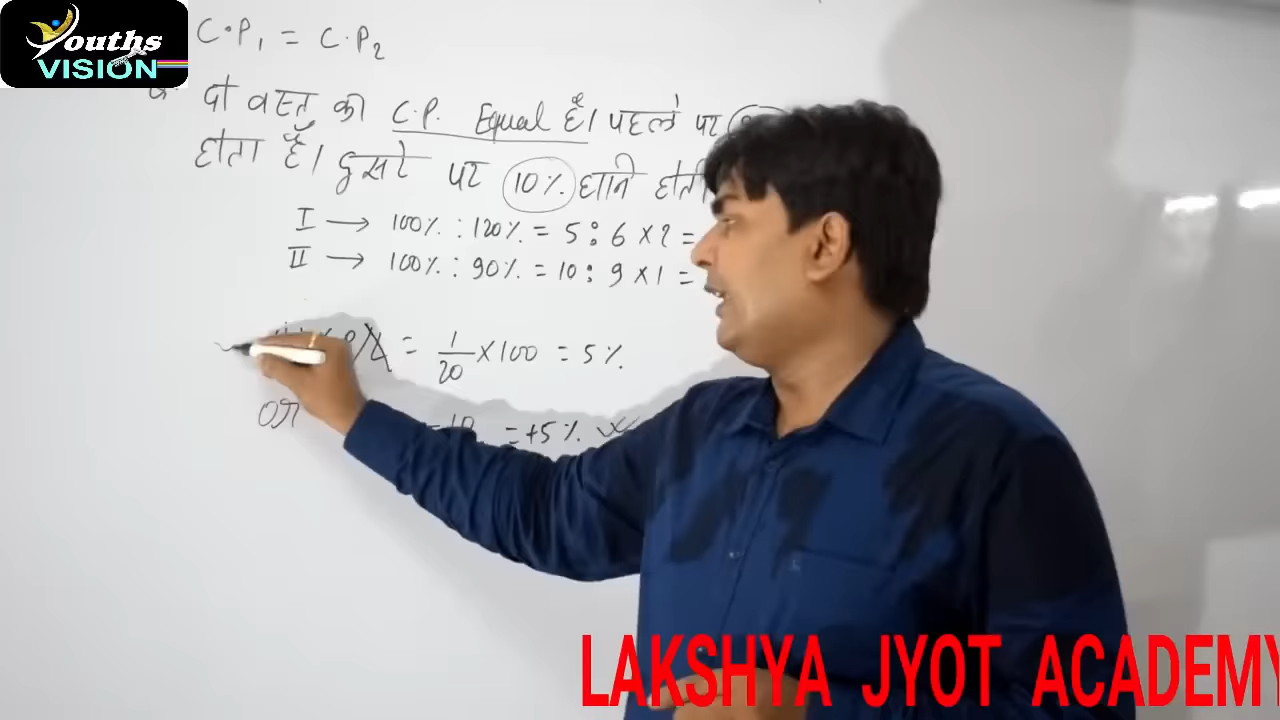 Youths
VISION
C.P₁ = C.P₂
दो वस्तु की C.P. Equal है। पहले पर
होता है। दुसरे पर 10% हानि होती
I → 100% : 120% = 5 : 6 × 2 =
II → 100% : 90% = 10 : 9 × 1 =
= 1/20 × 100 = 5%
or
-10 = +5%
LAKSHYA JYOT ACADEMY